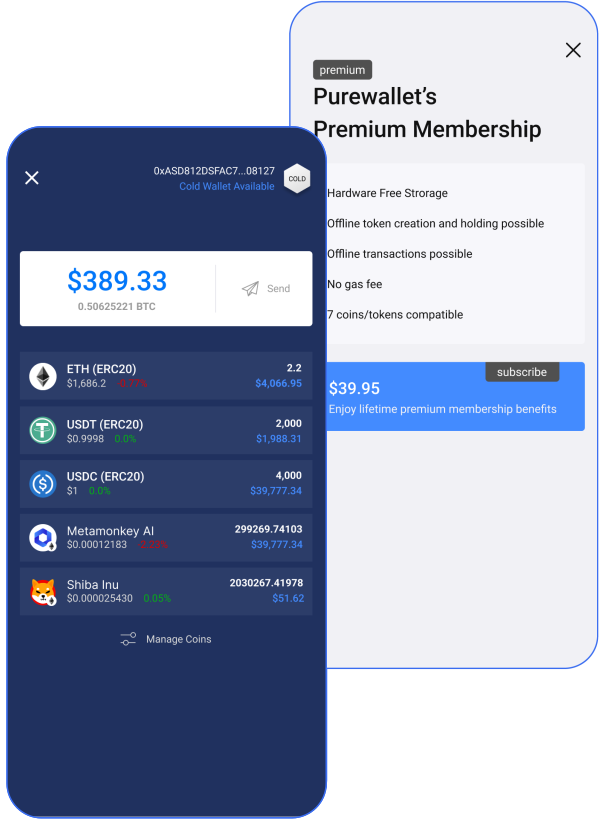 premium
Purewallet's
Premium Membership
Hardware Free Strorage
Offline token creation and holding possible
Offline transactions possible
No gas fee
7 coins/tokens compatible
subscribe
$39.95
Enjoy lifetime premium membership benefits
0xASD812DSFAC7...08127
Cold Wallet Available
COLD
$389.33
0.50625221 BTC
Send
ETH (ERC20) 2.2
$1,686.2 -0.77% $4,066.95
USDT (ERC20) 2,000
$0.9998 0.0% $1,988.31
USDC (ERC20) 4,000
$1 0.0% $39,777.34
Metamonkey AI 299269.74103
$0.00012183 $39,777.34
Shiba Inu 2030267.41978
$0.000025430 0.05% $51.62
Manage Coins